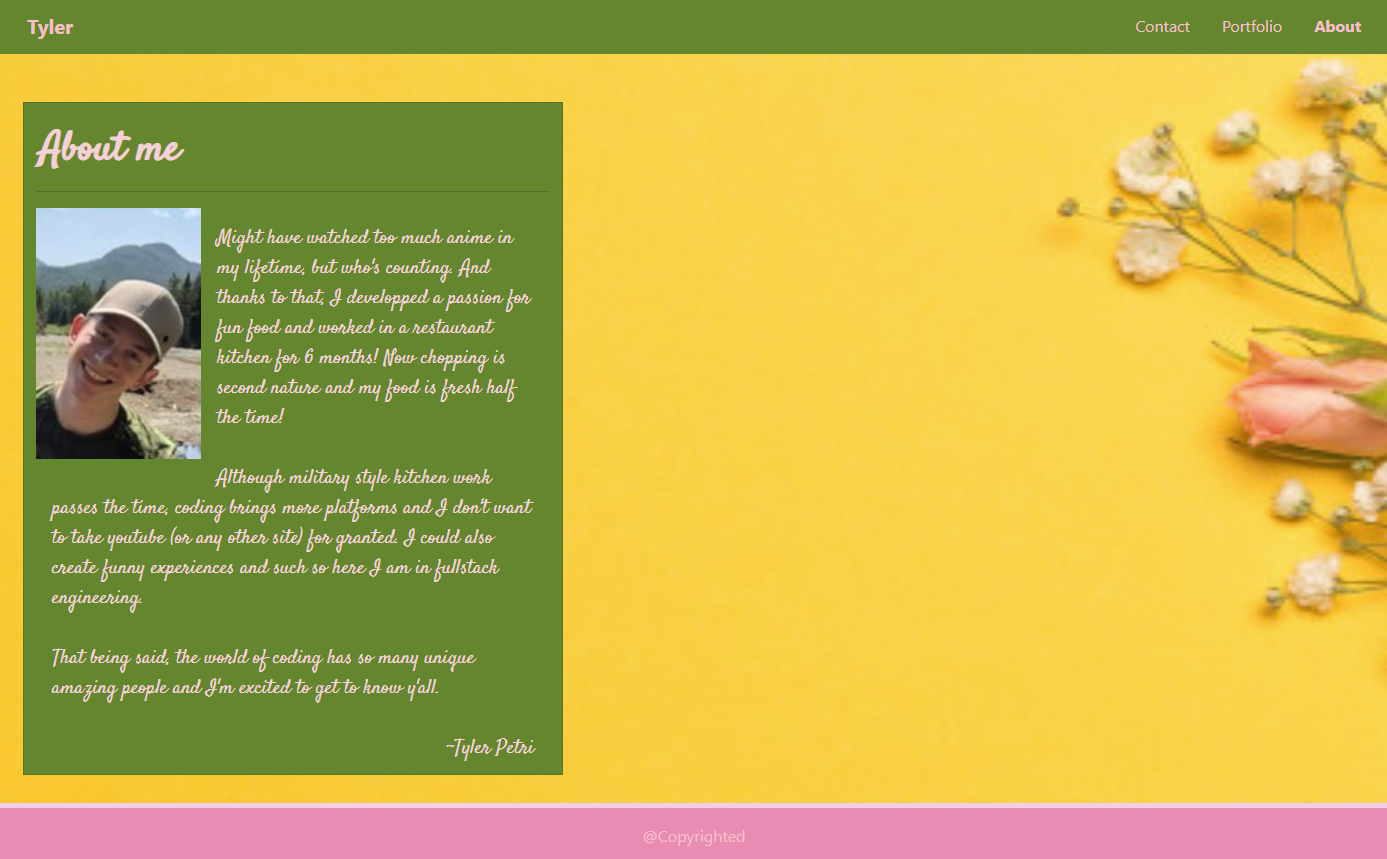 Tyler
Contact Portfolio About
About me
Might have watched too much anime in
my lifetime, but who's counting. And
thanks to that, I developped a passion for
fun food and worked in a restaurant
kitchen for 6 months! Now chopping is
second nature and my food is fresh half
the time!
Although military style kitchen work
passes the time, coding brings more platforms and I don't want
to take youtube (or any other site) for granted. I could also
create funny experiences and such so here I am in fullstack
engineering.
That being said, the world of coding has so many unique
amazing people and I'm excited to get to know y'all.
~Tyler Petri
@Copyrighted